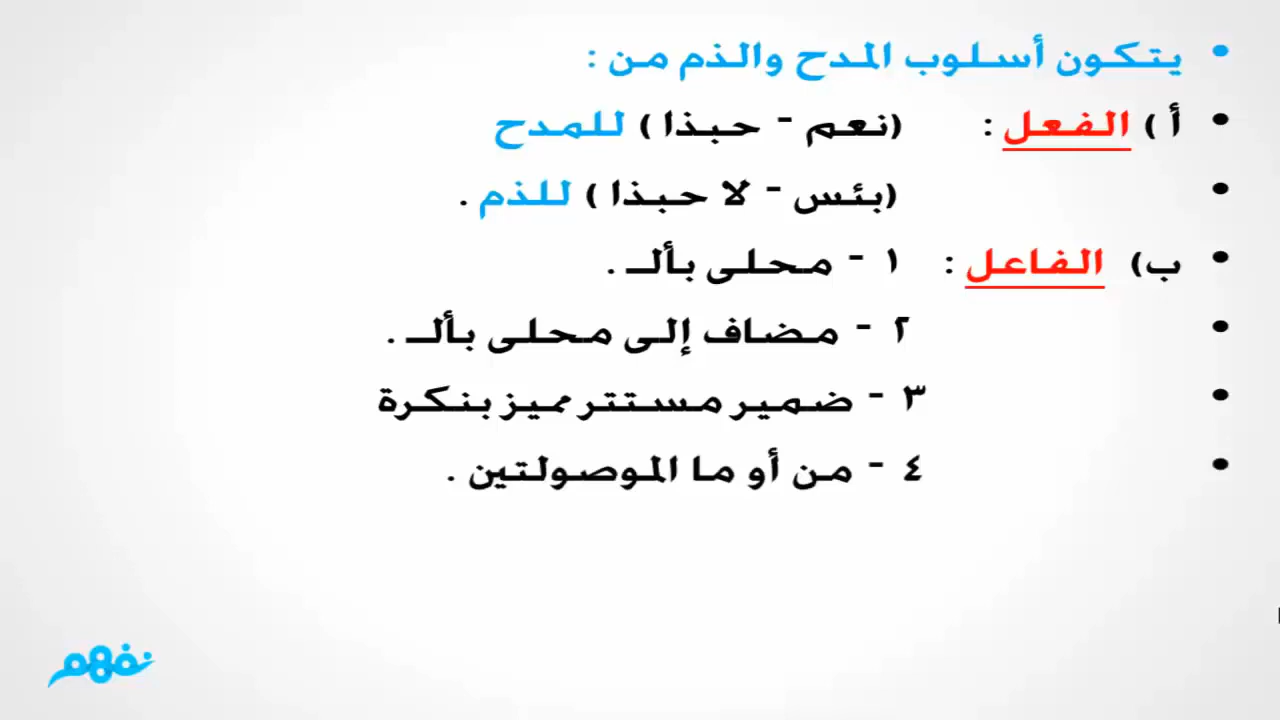 • يتكون أسلوب المدح والذم من :
• أ ) الفعل : (نعم - حبذا ) للمدح
• (بئس - لا حبذا ) للذم .
• ب) الفاعل : ١ - محلى بألـ .
• ٢ - مضاف إلى محلى بألـ .
• ٣ - ضمير مستتر مميز بنكرة
• ٤ - من أو ما الموصولتين .
نفهم